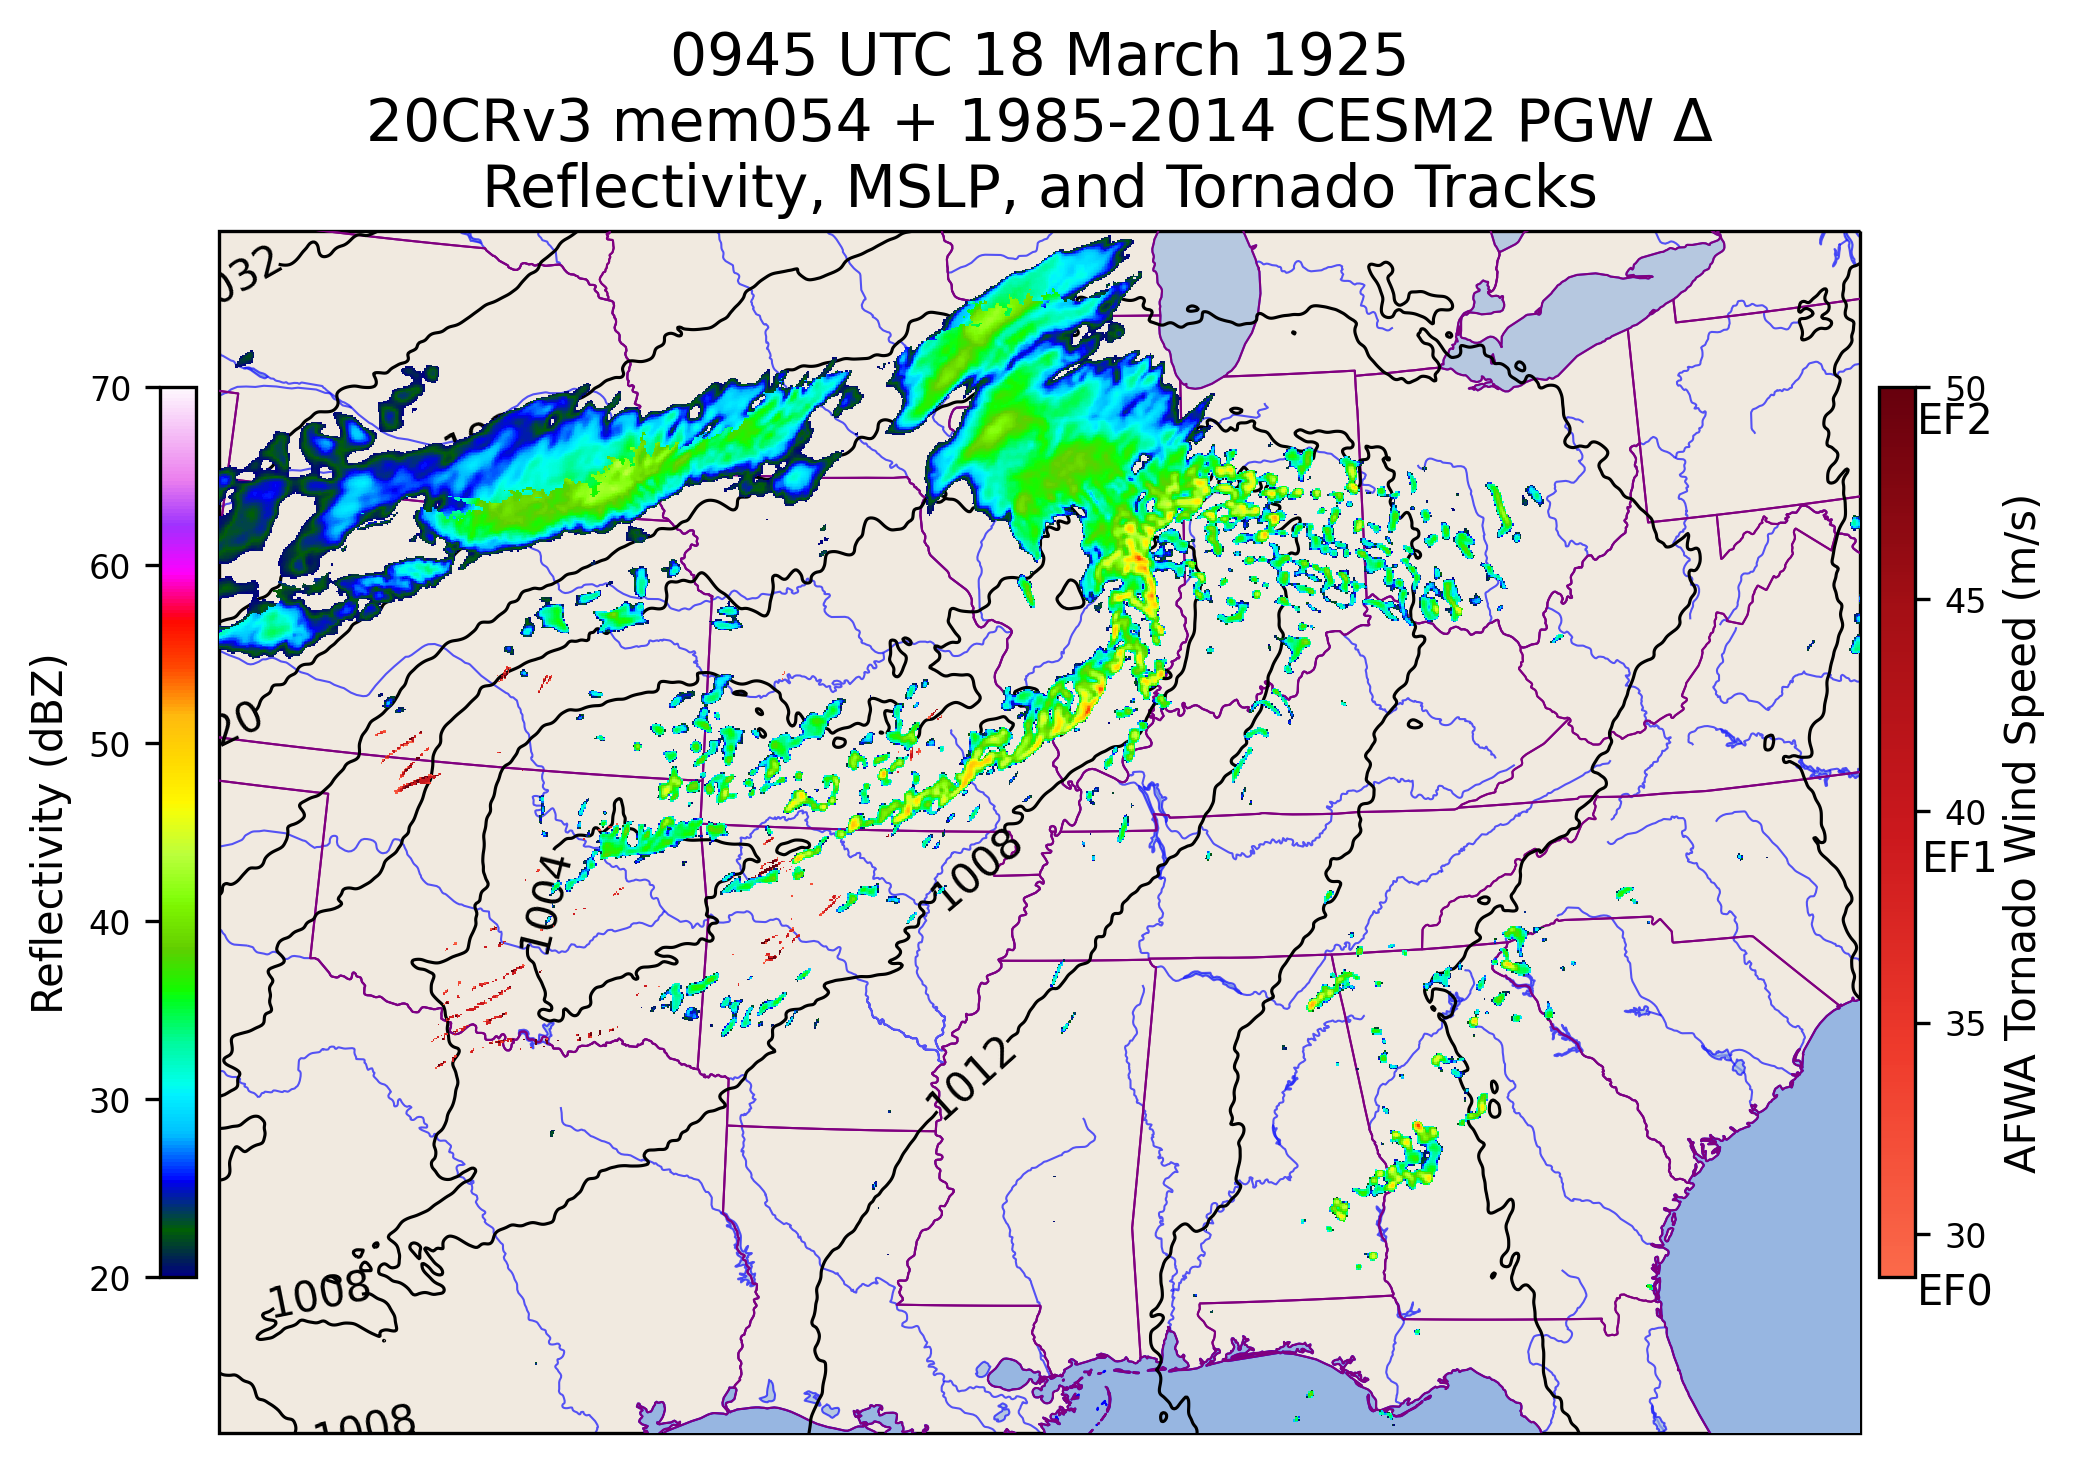 0945 UTC 18 March 1925
20CRv3 mem054 + 1985-2014 CESM2 PGW Δ
Reflectivity, MSLP, and Tornado Tracks
032
20
1004
1008
1012
1008
1008
70
60
50
40
30
20
Reflectivity (dBZ)
50
EF2
45
40
EF1
35
30
EF0
AFWA Tornado Wind Speed (m/s)